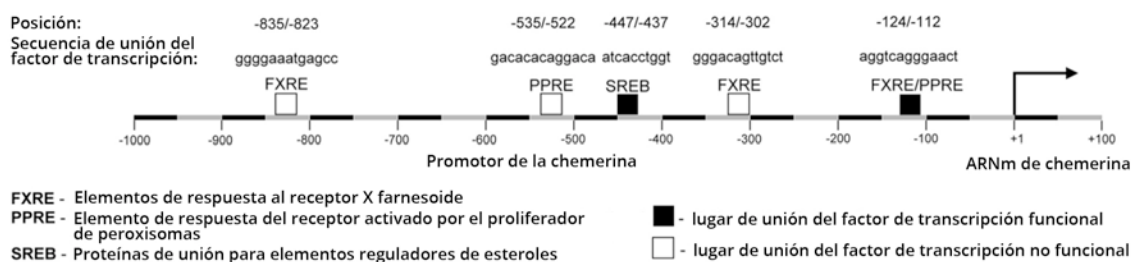 Posición: -835/-823 -535/-522 -447/-437 -314/-302 -124/-112
Secuencia de unión del
factor de transcripción: ggggaaatgagcc gacacacaggaca atcacctggt gggacagttgtct aggtcagggaact
FXRE PPRE SREB FXRE FXRE/PPRE
-1000 -900 -800 -700 -600 -500 -400 -300 -200 -100 +1 +100
Promotor de la chemerina ARNm de chemerina
FXRE - Elementos de respuesta al receptor X farnesoide
PPRE - Elemento de respuesta del receptor activado por el proliferador
de peroxisomas
SREB - Proteínas de unión para elementos reguladores de esteroles
- lugar de unión del factor de transcripción funcional
- lugar de unión del factor de transcripción no funcional